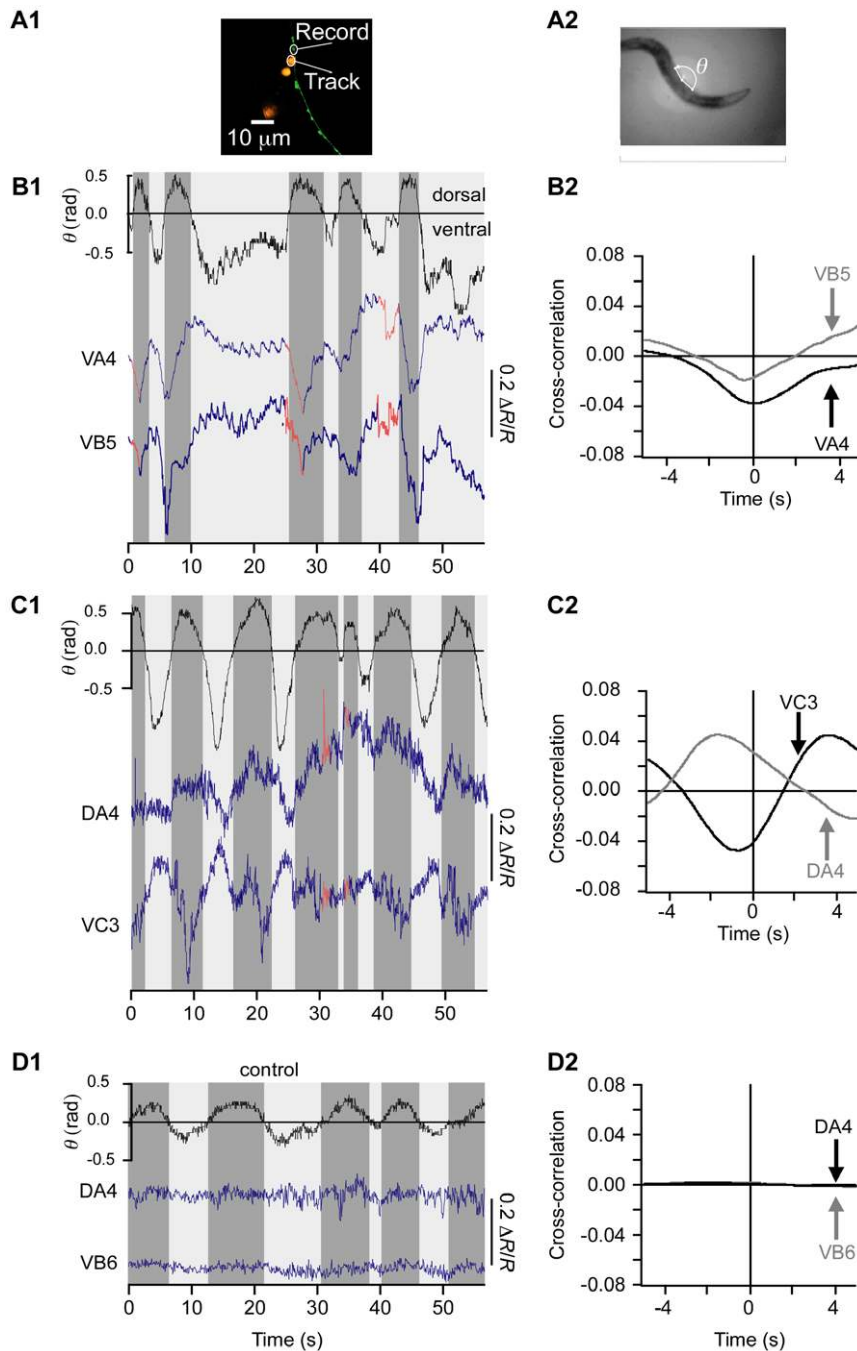 A1
Record
Track
10 μm
A2
θ
B1
θ (rad)
0.5
0.0
-0.5
dorsal
ventral
VA4
VB5
0.2 ΔR/R
0 10 20 30 40 50
B2
Cross-correlation
0.08
0.04
0.00
-0.04
-0.08
VB5
VA4
-4 0 4
Time (s)
C1
θ (rad)
0.5
0.0
-0.5
DA4
VC3
0.2 ΔR/R
0 10 20 30 40 50
C2
Cross-correlation
0.08
0.04
0.00
-0.04
-0.08
VC3
DA4
-4 0 4
Time (s)
D1
control
θ (rad)
0.5
0.0
-0.5
DA4
VB6
0.2 ΔR/R
0 10 20 30 40 50
Time (s)
D2
Cross-correlation
0.08
0.04
0.00
-0.04
-0.08
DA4
VB6
-4 0 4
Time (s)